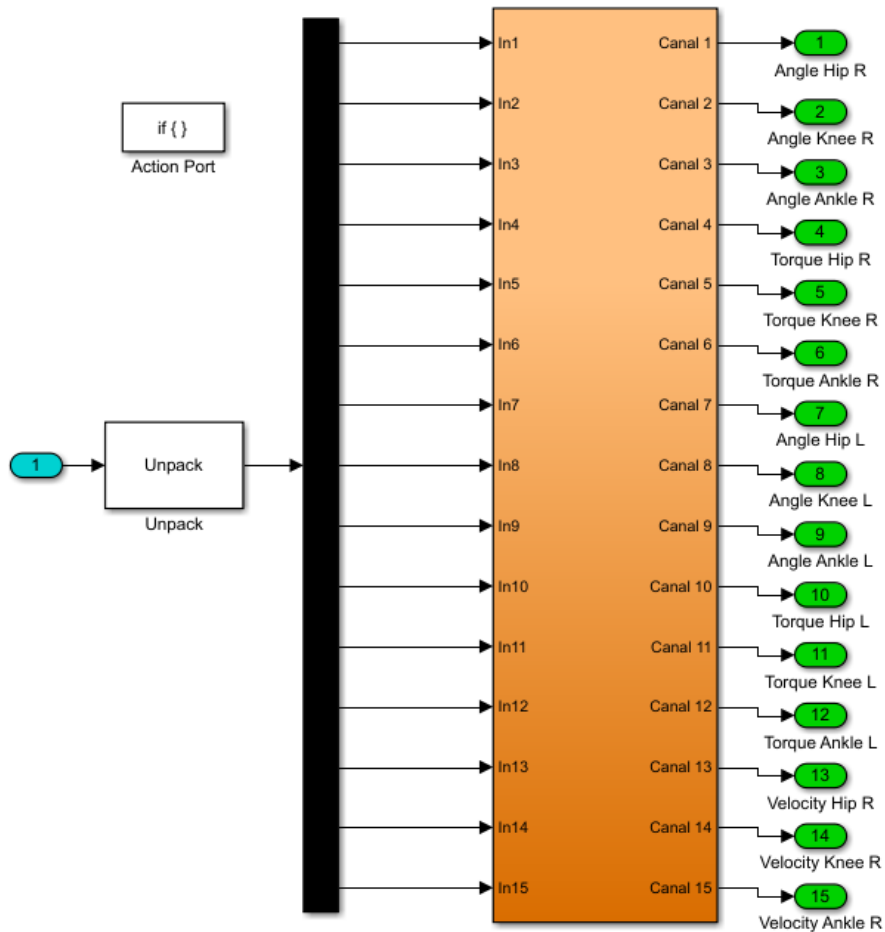 In1
Canal 1
1
Angle Hip R
In2
Canal 2
2
Angle Knee R
if { }
Action Port
In3
Canal 3
3
Angle Ankle R
In4
Canal 4
4
Torque Hip R
In5
Canal 5
5
Torque Knee R
In6
Canal 6
6
Torque Ankle R
In7
Canal 7
7
Angle Hip L
1
Unpack
Unpack
In8
Canal 8
8
Angle Knee L
In9
Canal 9
9
Angle Ankle L
In10
Canal 10
10
Torque Hip L
In11
Canal 11
11
Torque Knee L
In12
Canal 12
12
Torque Ankle L
In13
Canal 13
13
Velocity Hip R
In14
Canal 14
14
Velocity Knee R
In15
Canal 15
15
Velocity Ankle R